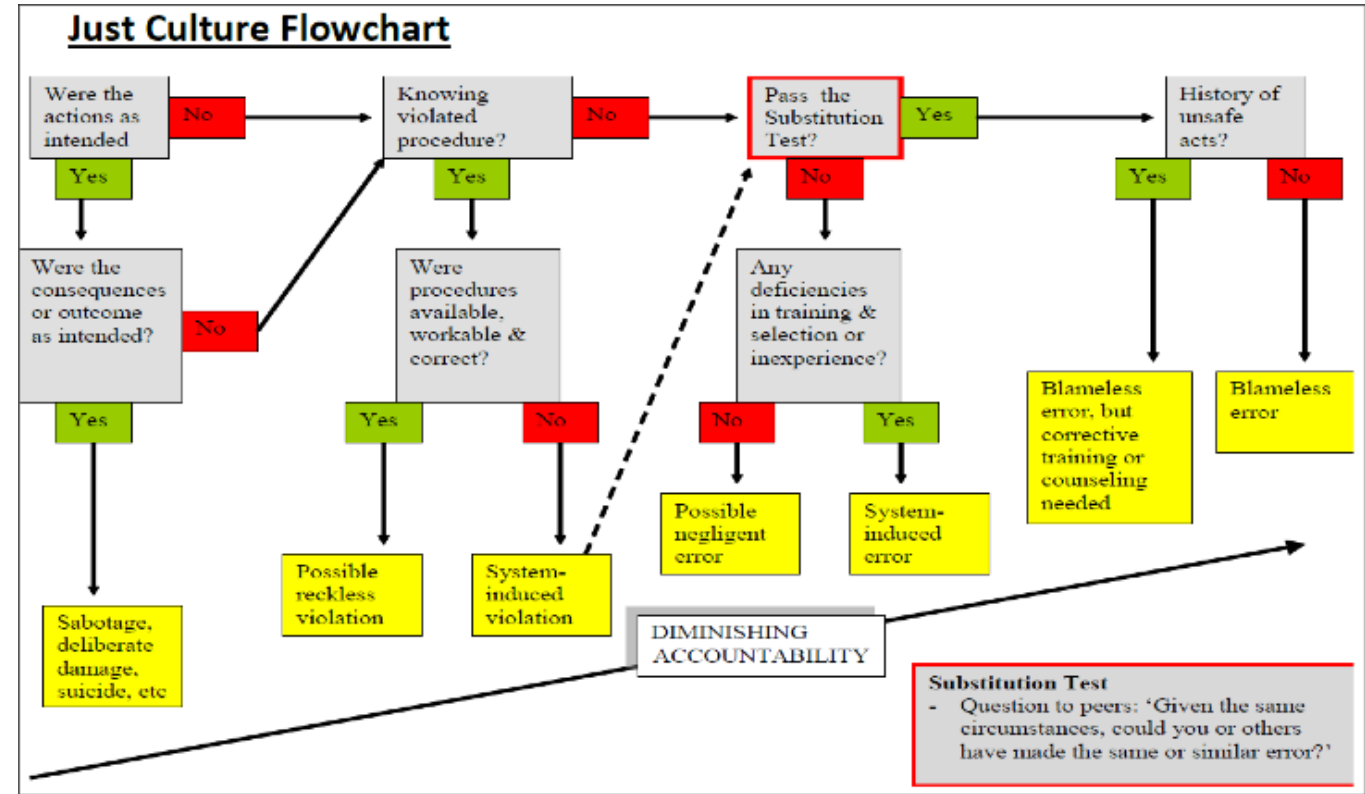 Just Culture Flowchart
Were the
actions as
intended
No
Yes
Knowing
violated
procedure?
No
Yes
Pass the
Substitution
Test?
Yes
No
History of
unsafe
acts?
Yes
No
Were the
consequences
or outcome
as intended?
No
Yes
Were
procedures
available,
workable &
correct?
Yes
No
Any
deficiencies
in training &
selection or
inexperience?
No
Yes
Blameless
error, but
corrective
training or
counseling
needed
Blameless
error
Possible
negligent
error
System-
induced
error
Possible
reckless
violation
System-
induced
violation
Sabotage,
deliberate
damage,
suicide, etc
DIMINISHING
ACCOUNTABILITY
Substitution Test
- Question to peers: ‘Given the same
circumstances, could you or others
have made the same or similar error?’